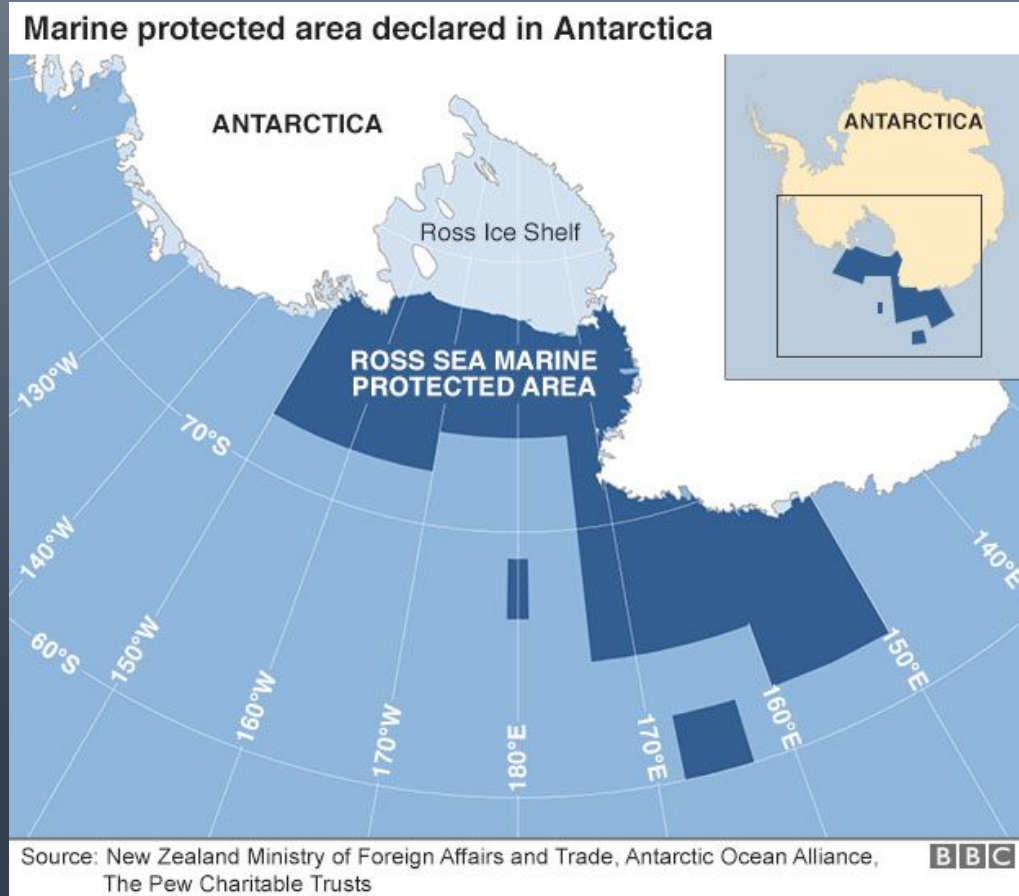 Marine protected area declared in Antarctica
ANTARCTICA
ANTARCTICA
Ross Ice Shelf
ROSS SEA MARINE
PROTECTED AREA
130°W
70°S
140°W
140°E
60°S
150°W
150°E
160°W
170°W
180°E
170°E
160°E
Source: New Zealand Ministry of Foreign Affairs and Trade, Antarctic Ocean Alliance,
The Pew Charitable Trusts
BBC